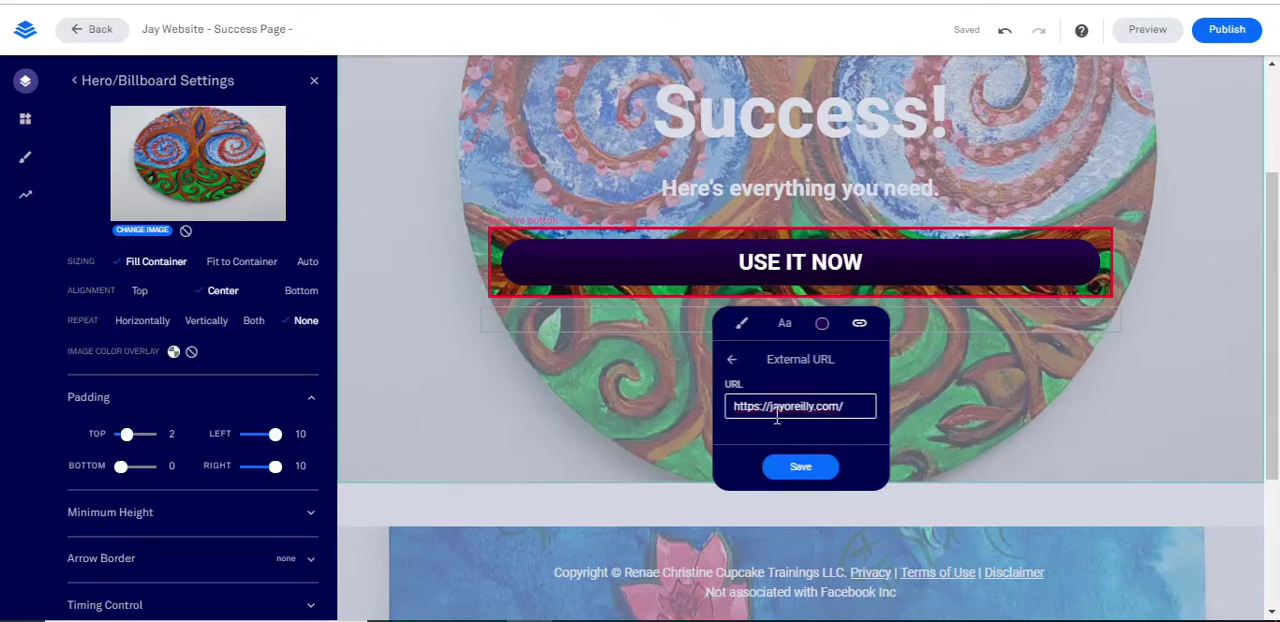 Back
Jay Website - Success Page -
Saved
Preview
Publish
Hero/Billboard Settings
CHANGE IMAGE
SIZING Fill Container Fit to Container Auto
ALIGNMENT Top Center Bottom
REPEAT Horizontally Vertically Both None
IMAGE COLOR OVERLAY
Padding
TOP 2 LEFT 10
BOTTOM 0 RIGHT 10
Minimum Height
Arrow Border none
Timing Control
Success!
Here's everything you need.
button
USE IT NOW
Aa
External URL
URL
https://jayoreilly.com/
Save
Copyright © Renae Christine Cupcake Trainings LLC. Privacy | Terms of Use | Disclaimer
Not associated with Facebook Inc